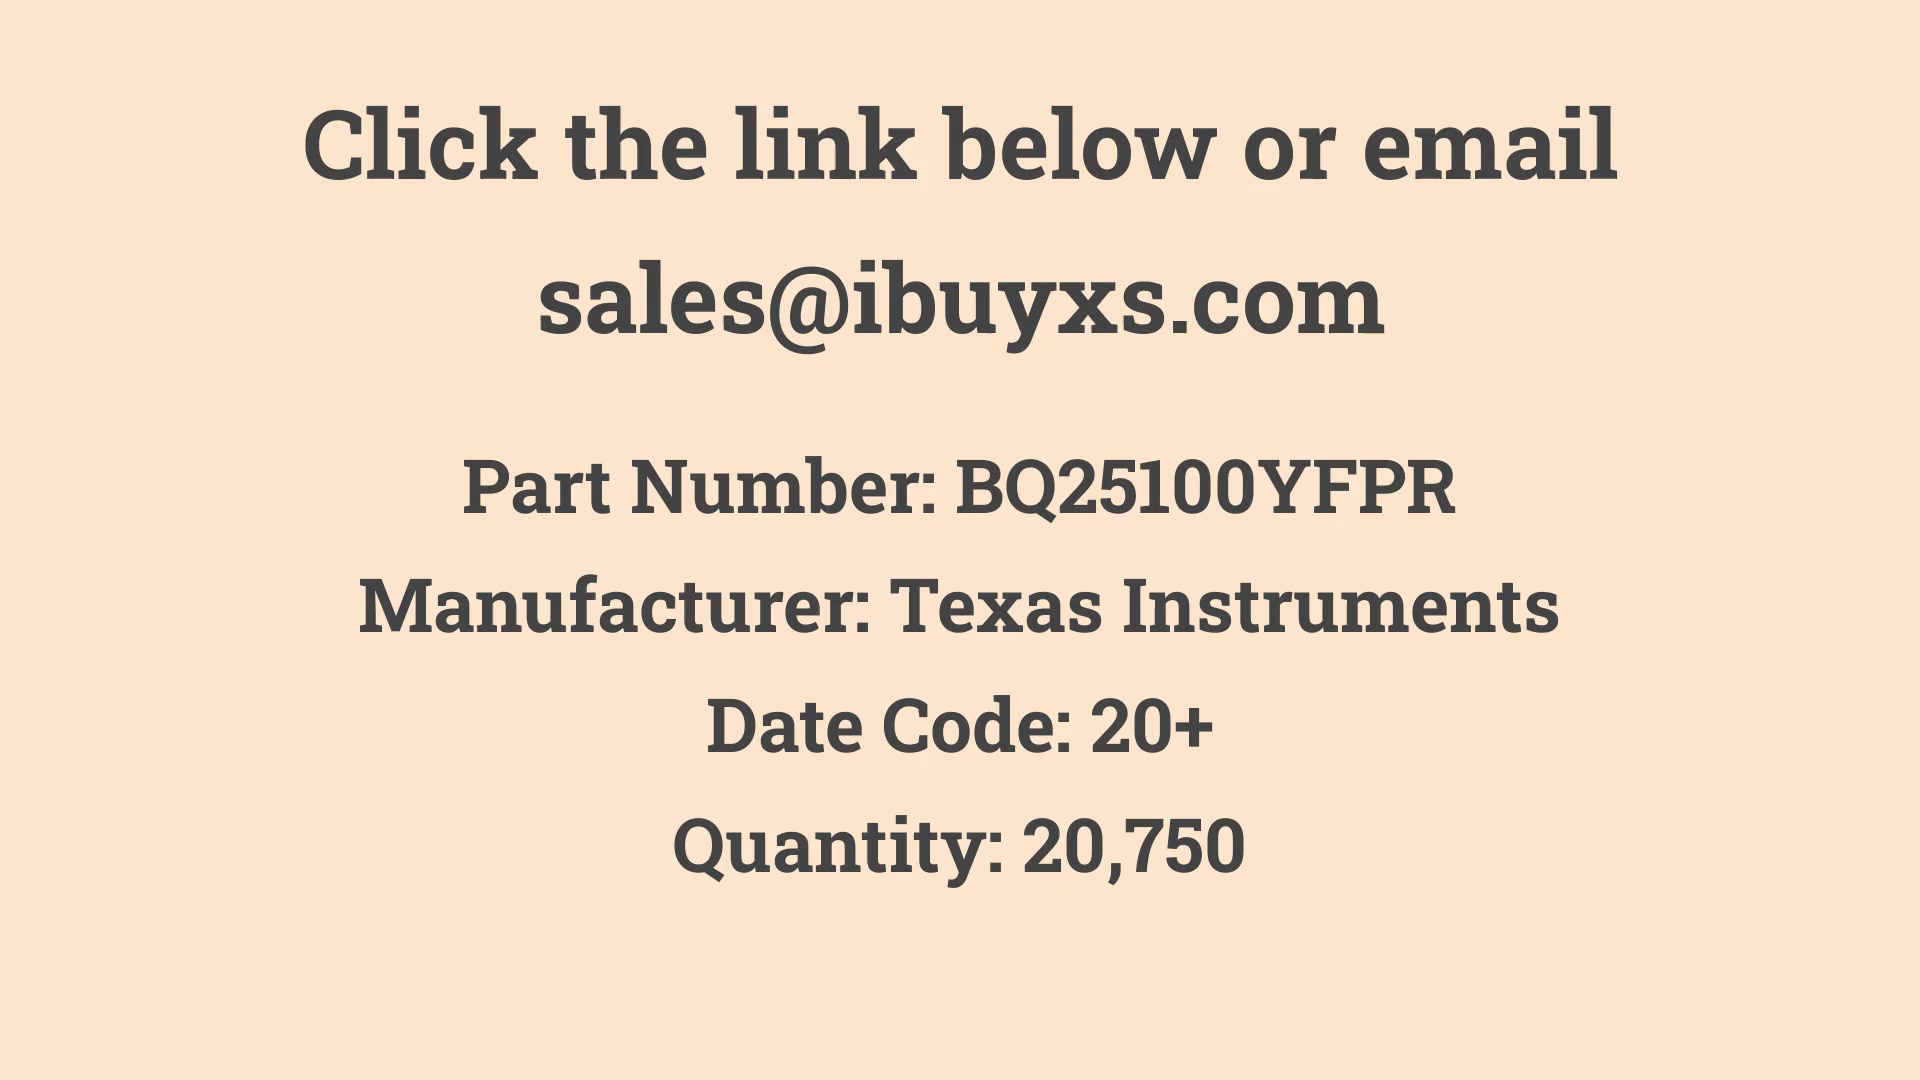 Click the link below or email
sales@ibuyxs.com
Part Number: BQ25100YFPR
Manufacturer: Texas Instruments
Date Code: 20+
Quantity: 20,750